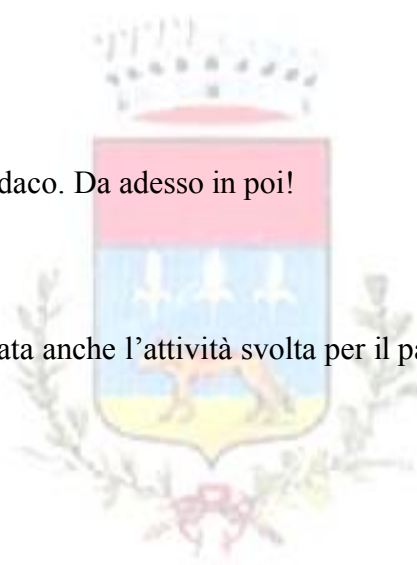 daco. Da adesso in poi!
ata anche l’attività svolta per il pa